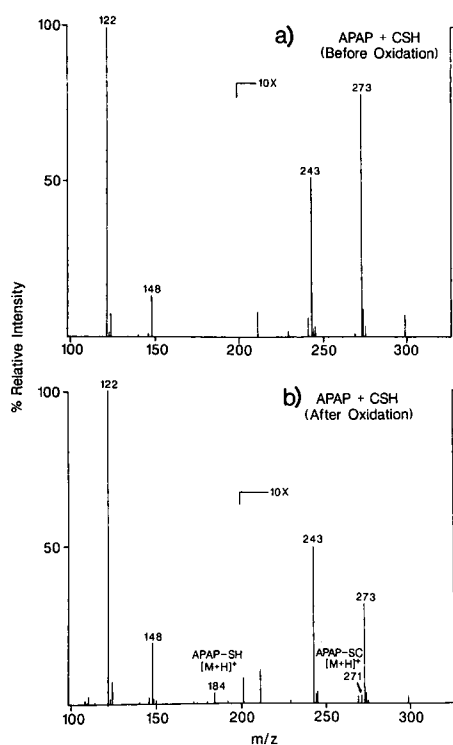 100
122
a)
APAP + CSH
(Before Oxidation)
10X
273
50
243
148
100
150
200
250
300
% Relative Intensity
100
122
b)
APAP + CSH
(After Oxidation)
10X
50
243
273
148
APAP-SH
[M+H]+
184
APAP-SC
[M+H]+
271
100
150
200
250
300
m/z